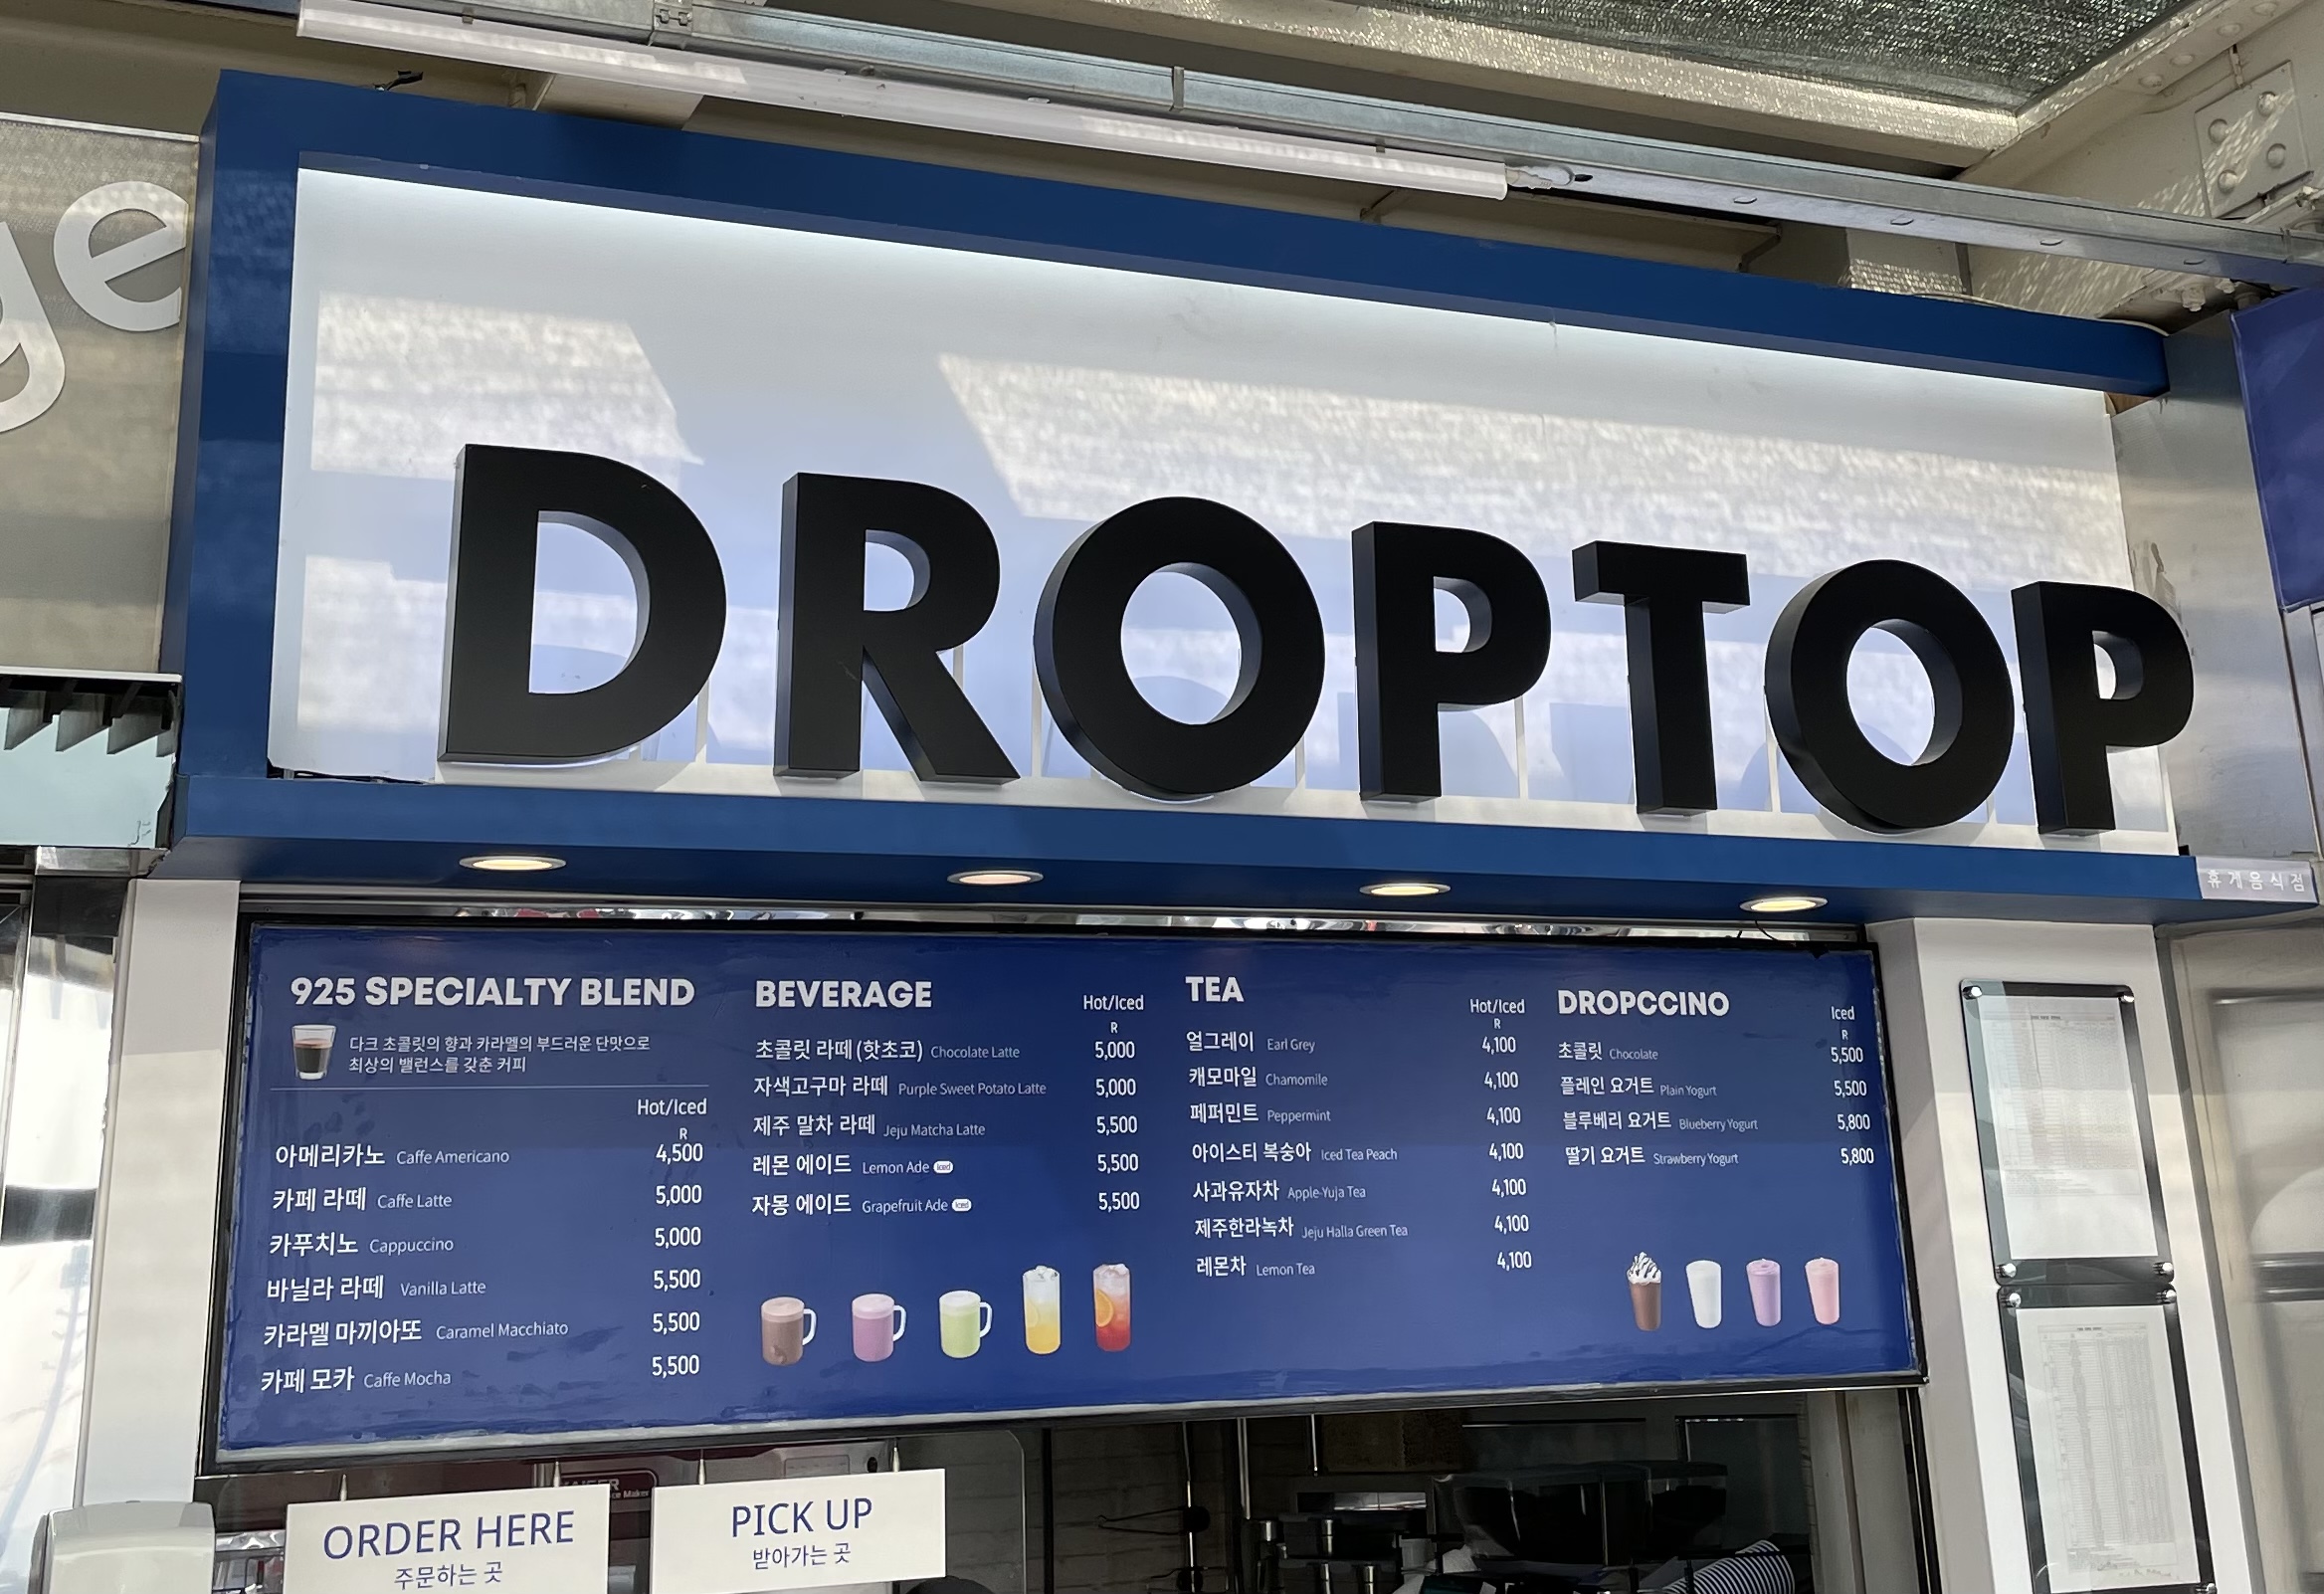 ge
DROPTOP
휴게음식점
925 SPECIALTY BLEND
다크 초콜릿의 향과 카라멜의 부드러운 단맛으로
최상의 밸런스를 갖춘 커피
Hot/Iced
R
아메리카노 Caffe Americano 4,500
카페 라떼 Caffe Latte 5,000
카푸치노 Cappuccino 5,000
바닐라 라떼 Vanilla Latte 5,500
카라멜 마끼아또 Caramel Macchiato 5,500
카페 모카 Caffe Mocha 5,500
BEVERAGE
Hot/Iced
R
초콜릿 라떼 (핫초코) Chocolate Latte 5,000
자색고구마 라떼 Purple Sweet Potato Latte 5,000
제주 말차 라떼 Jeju Matcha Latte 5,500
레몬 에이드 Lemon Ade Iced 5,500
자몽 에이드 Grapefruit Ade Iced 5,500
TEA
Hot/Iced
R
얼그레이 Earl Grey 4,100
캐모마일 Chamomile 4,100
페퍼민트 Peppermint 4,100
아이스티 복숭아 Iced Tea Peach 4,100
사과유자차 Apple-Yuja Tea 4,100
제주한라녹차 Jeju Halla Green Tea 4,100
레몬차 Lemon Tea 4,100
DROPCCINO
Iced
R
초콜릿 Chocolate 5,500
플레인 요거트 Plain Yogurt 5,500
블루베리 요거트 Blueberry Yogurt 5,800
딸기 요거트 Strawberry Yogurt 5,800
ORDER HERE
주문하는 곳
PICK UP
받아가는 곳